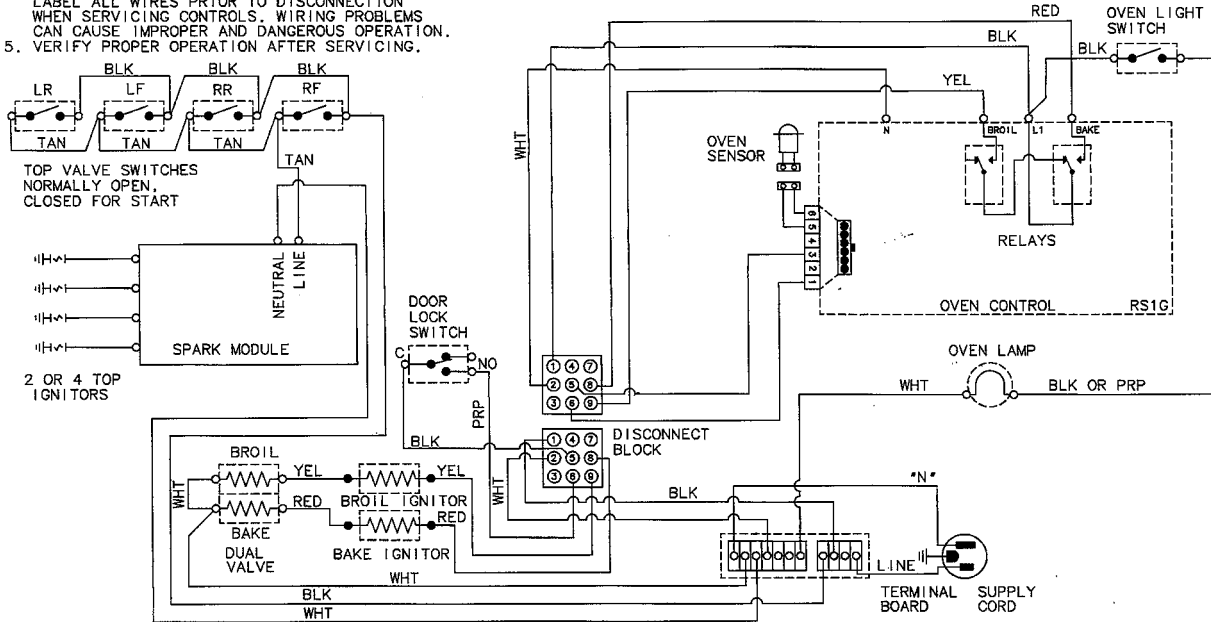 LABEL ALL WIRES PRIOR TO DISCONNECTION
WHEN SERVICING CONTROLS. WIRING PROBLEMS
CAN CAUSE IMPROPER AND DANGEROUS OPERATION.
5. VERIFY PROPER OPERATION AFTER SERVICING.
BLK
BLK
BLK
LR
LF
RR
RF
TAN
TAN
TAN
TAN
TOP VALVE SWITCHES
NORMALLY OPEN,
CLOSED FOR START
NEUTRAL
LINE
SPARK MODULE
2 OR 4 TOP
IGNITORS
DOOR
LOCK
SWITCH
C
NO
PRP
BLK
RED
BLK
OVEN LIGHT
SWITCH
BLK
YEL
WHT
OVEN
SENSOR
N
BROIL
L1
BAKE
RELAYS
6
5
4
3
2
1
OVEN CONTROL
RS1G
OVEN LAMP
WHT
BLK OR PRP
1 4 7
2 5 8
3 6 9
DISCONNECT
BLOCK
1 4 7
2 5 8
3 6 9
WHT
BLK
"N"
BROIL
YEL
YEL
WHT
BROIL IGNITOR
RED
RED
BAKE
DUAL
VALVE
BAKE IGNITOR
WHT
BLK
WHT
LINE
TERMINAL
BOARD
SUPPLY
CORD